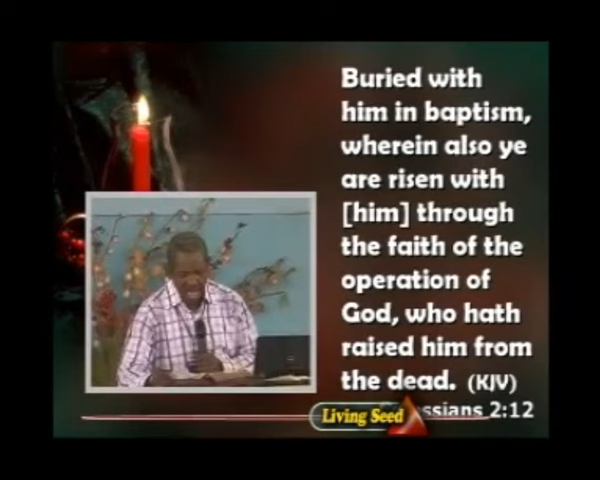 Buried with
him in baptism,
wherein also ye
are risen with
[him] through
the faith of the
operation of
God, who hath
raised him from
the dead. (KJV)
ssians 2:12
Living Seed